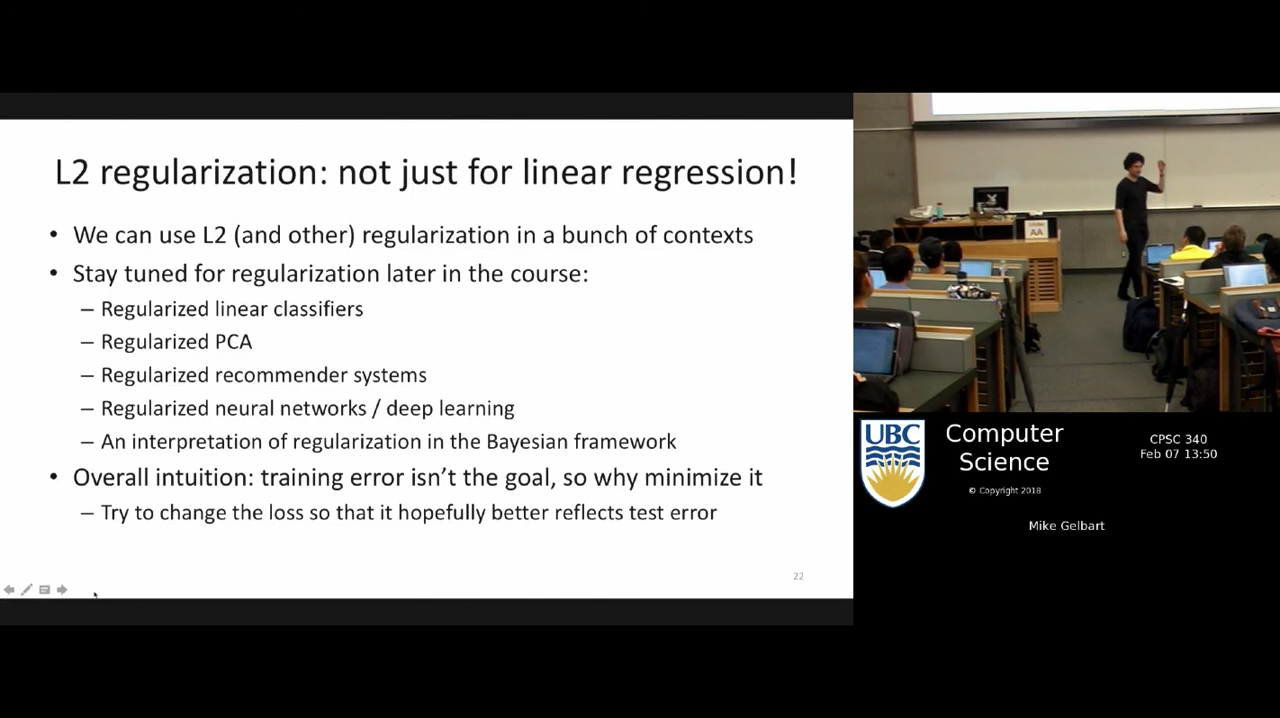 L2 regularization: not just for linear regression!
• We can use L2 (and other) regularization in a bunch of contexts
• Stay tuned for regularization later in the course:
– Regularized linear classifiers
– Regularized PCA
– Regularized recommender systems
– Regularized neural networks / deep learning
– An interpretation of regularization in the Bayesian framework
• Overall intuition: training error isn’t the goal, so why minimize it
– Try to change the loss so that it hopefully better reflects test error
22
AA
UBC
Computer
Science
© Copyright 2018
CPSC 340
Feb 07 13:50
Mike Gelbart